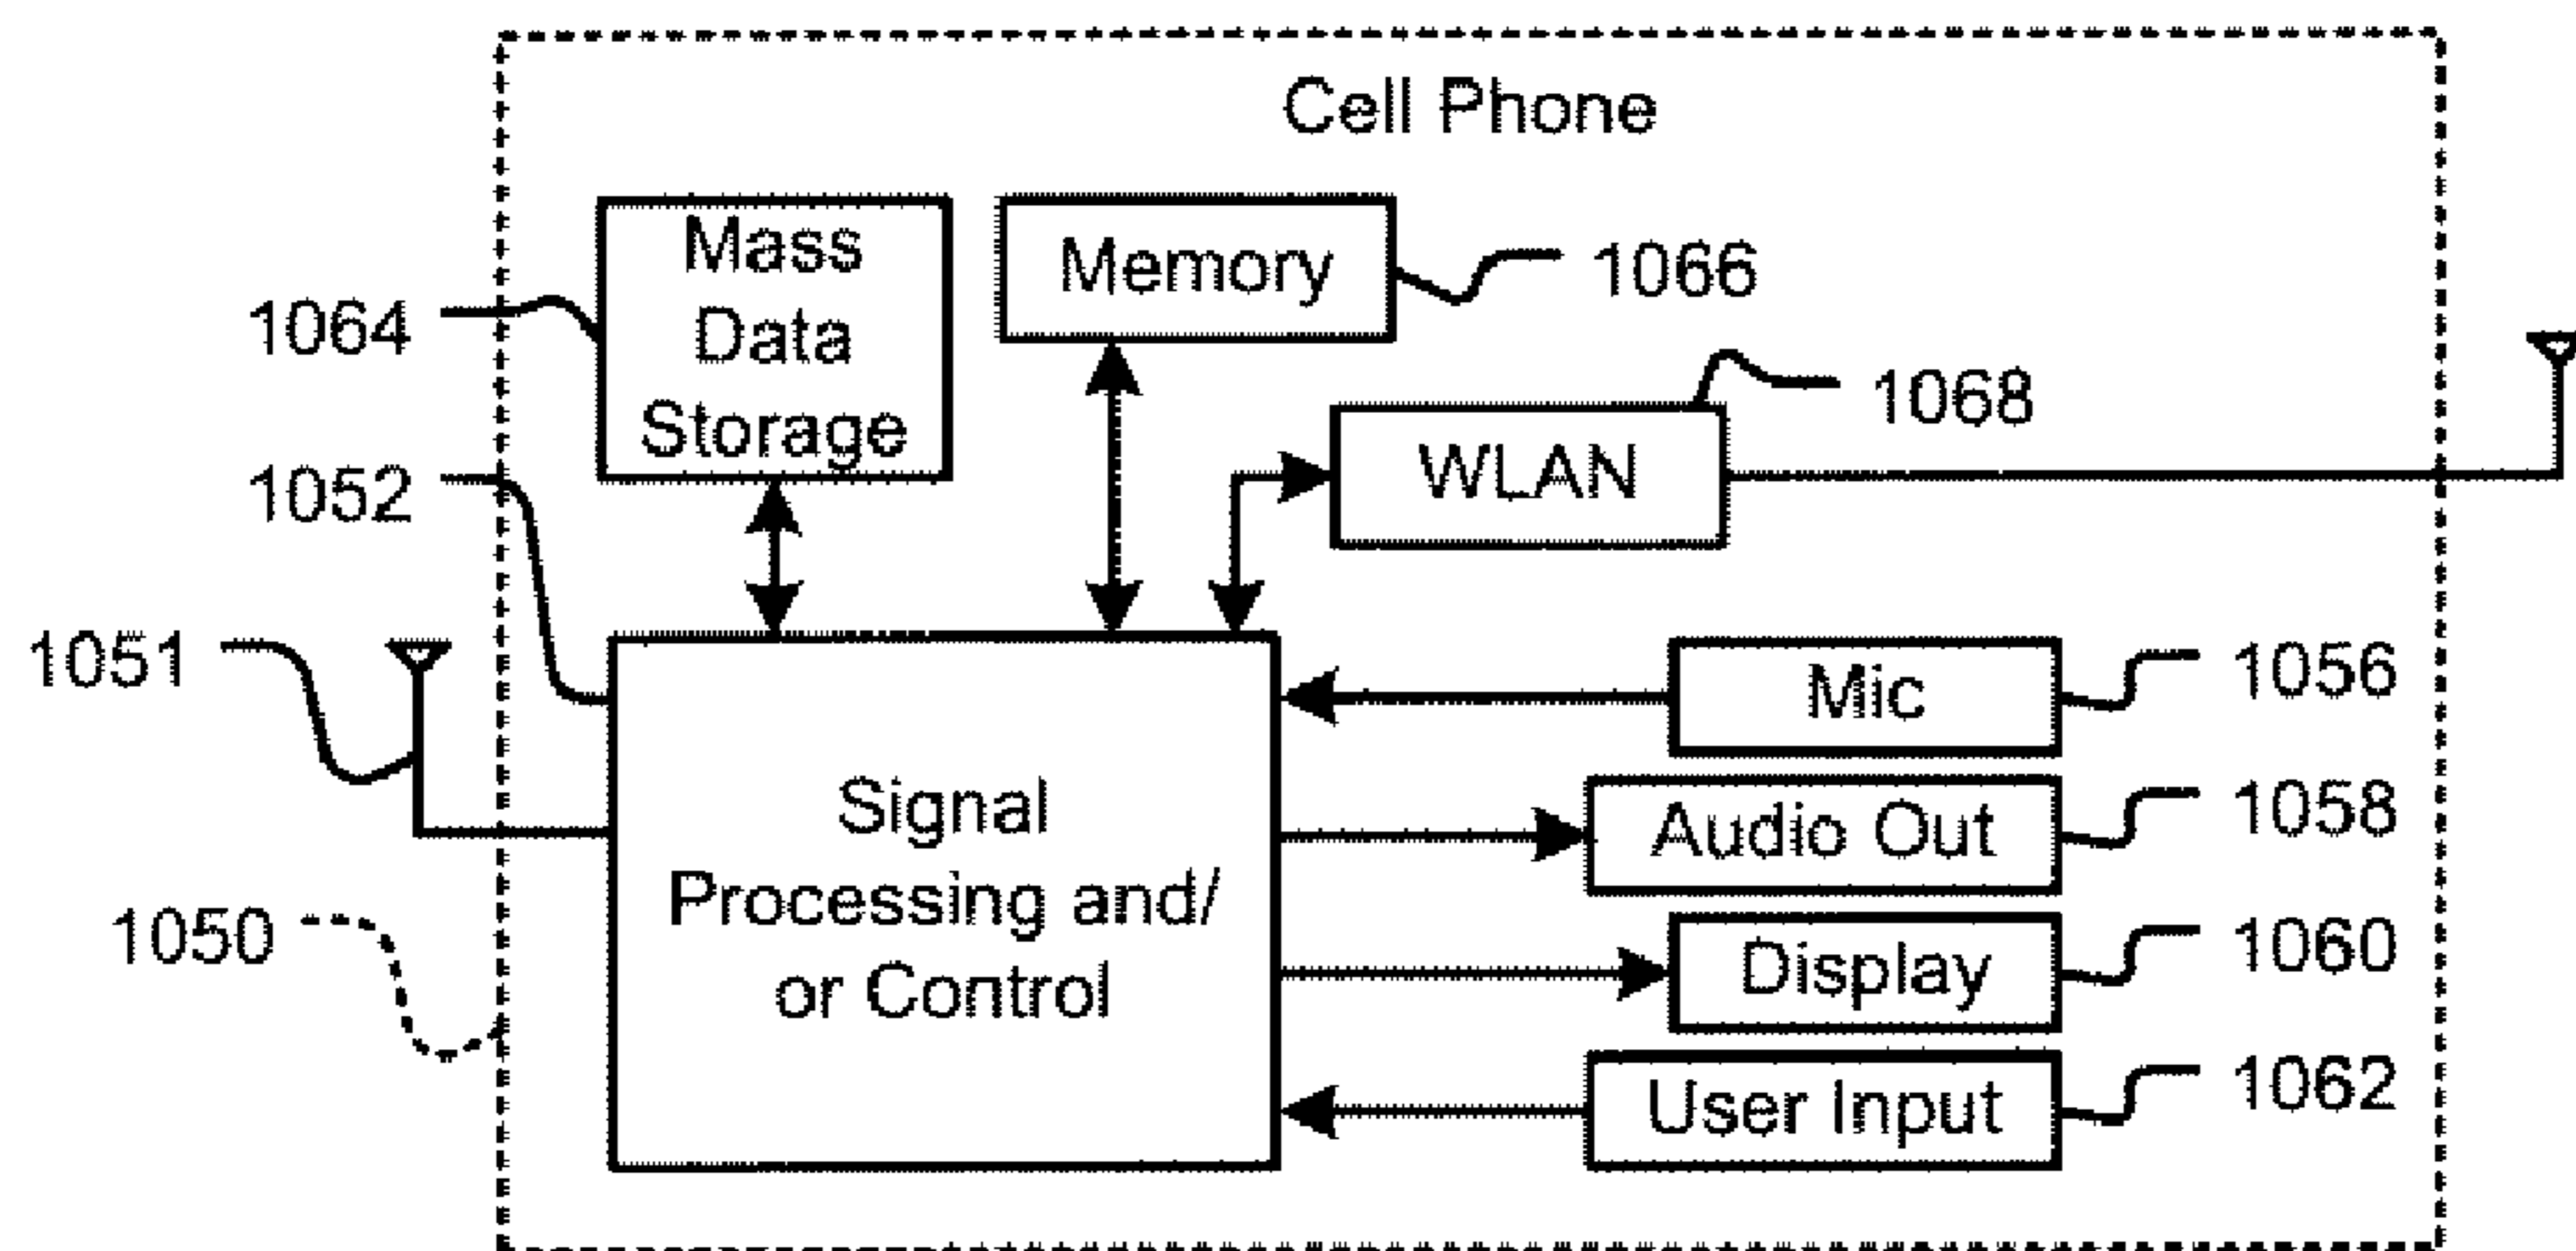 Cell Phone
Mass
Data
Storage
Memory
1066
1064
1068
WLAN
1052
1051
Mic
1056
Signal
Processing and/
or Control
Audio Out
1058
1050
Display
1060
User Input
1062